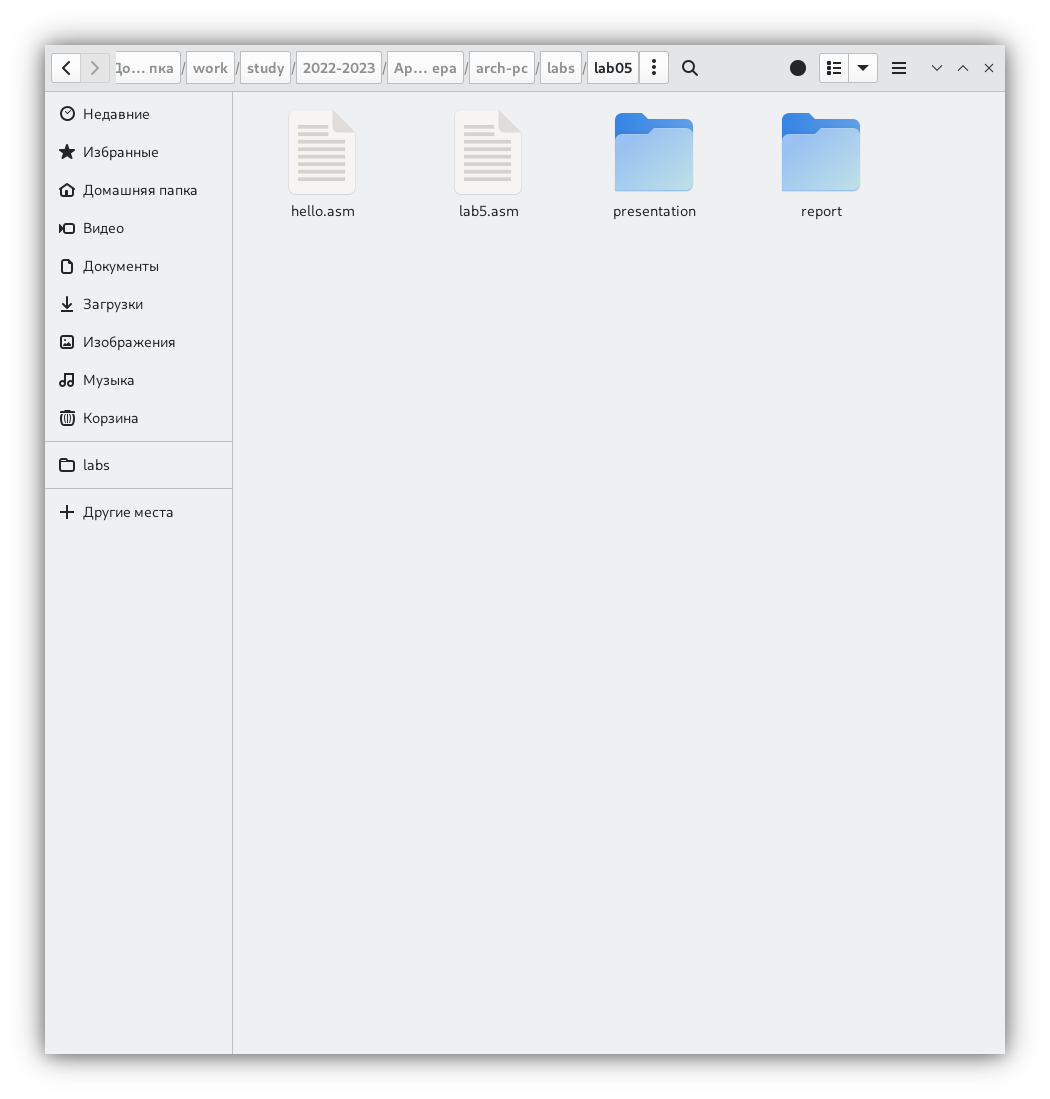 До... пка / work / study / 2022-2023 / Ар... ера / arch-pc / labs / lab05
Недавние
Избранные
Домашняя папка
Видео
Документы
Загрузки
Изображения
Музыка
Корзина
labs
Другие места
hello.asm lab5.asm presentation report